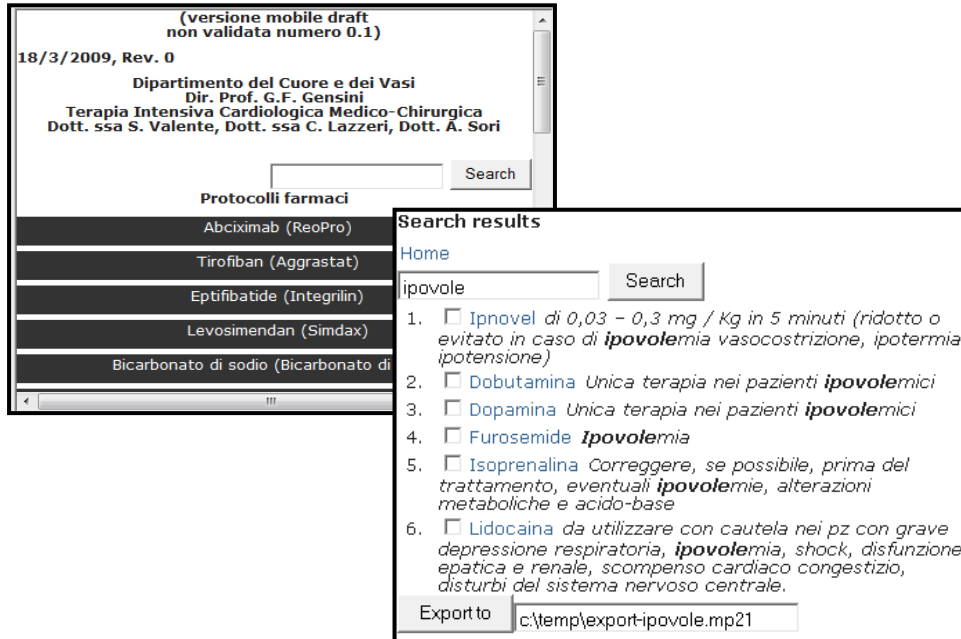 (versione mobile draft
non validata numero 0.1)
18/3/2009, Rev. 0
Dipartimento del Cuore e dei Vasi
Dir. Prof. G.F. Gensini
Terapia Intensiva Cardiologica Medico-Chirurgica
Dott. ssa S. Valente, Dott. ssa C. Lazzeri, Dott. A. Sori
Search
Protocolli farmaci
Abciximab (ReoPro)
Tirofiban (Aggrastat)
Eptifibatide (Integrilin)
Levosimendan (Simdax)
Bicarbonato di sodio (Bicarbonato di
Search results
Home
ipovole Search
1. Ipnovel di 0,03 – 0,3 mg / Kg in 5 minuti (ridotto o
evitato in caso di ipovolemia vasocostrizione, ipotermia
ipotensione)
2. Dobutamina Unica terapia nei pazienti ipovolemici
3. Dopamina Unica terapia nei pazienti ipovolemici
4. Furosemide Ipovolemia
5. Isoprenalina Correggere, se possibile, prima del
trattamento, eventuali ipovolemie, alterazioni
metaboliche e acido-base
6. Lidocaina da utilizzare con cautela nei pz con grave
depressione respiratoria, ipovolemia, shock, disfunzione
epatica e renale, scompenso cardiaco congestizio,
disturbi del sistema nervoso centrale.
Export to c:\temp\export-ipovole.mp21